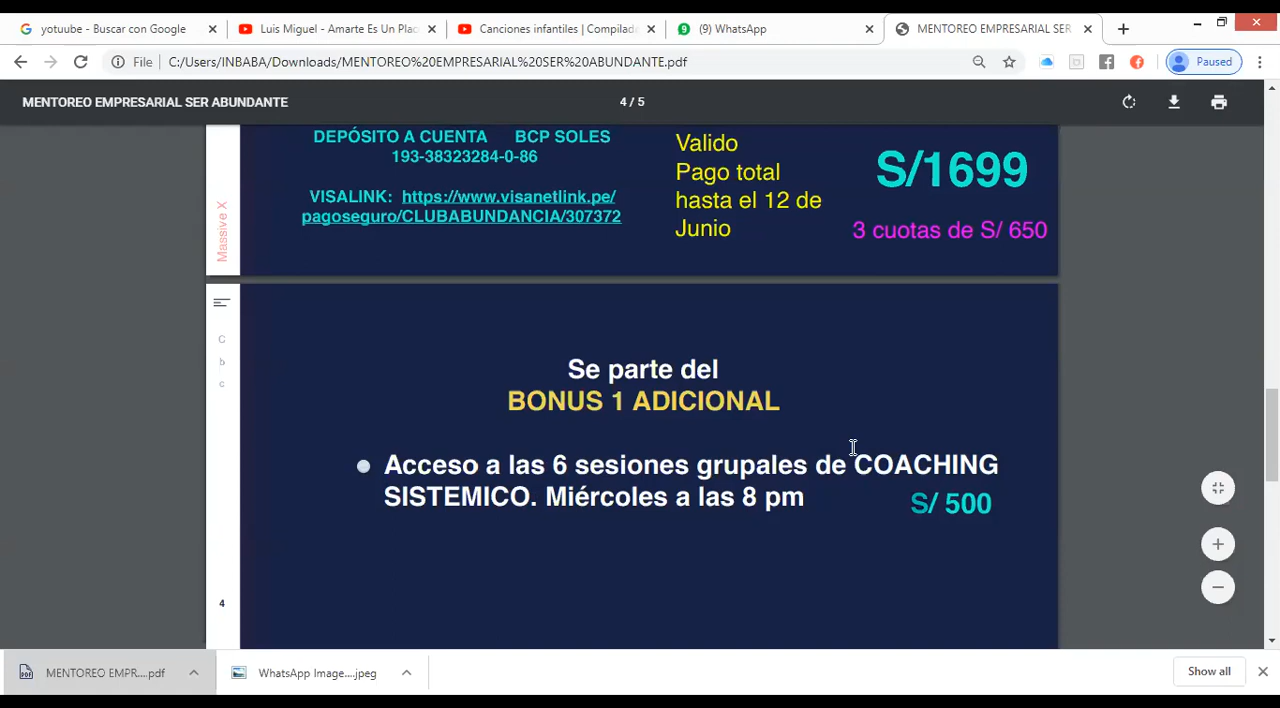 yotuube - Buscar con Google
Luis Miguel - Amarte Es Un Plac
Canciones infantiles | Compilado
(9) WhatsApp
MENTOREO EMPRESARIAL SER
File
C:/Users/INBABA/Downloads/MENTOREO%20EMPRESARIAL%20SER%20ABUNDANTE.pdf
Paused
MENTOREO EMPRESARIAL SER ABUNDANTE
4 / 5
DEPÓSITO A CUENTA BCP SOLES
193-38323284-0-86
VISALINK: https://www.visanetlink.pe/
pagoseguro/CLUBABUNDANCIA/307372
Valido
Pago total
hasta el 12 de
Junio
S/1699
3 cuotas de S/ 650
Massive X
C
b
c
4
Se parte del
BONUS 1 ADICIONAL
Acceso a las 6 sesiones grupales de COACHING
SISTEMICO. Miércoles a las 8 pm
S/ 500
MENTOREO EMPR....pdf
WhatsApp Image....jpeg
Show all